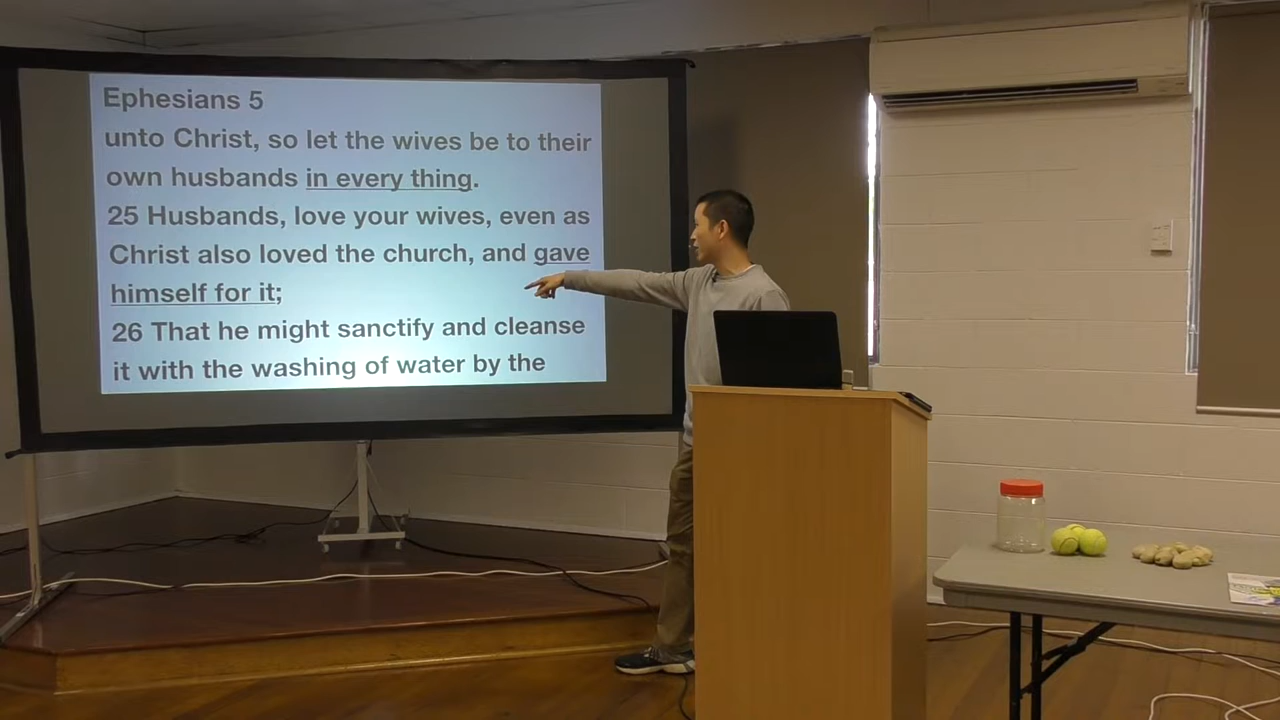 Ephesians 5
unto Christ, so let the wives be to their
own husbands in every thing.
25 Husbands, love your wives, even as
Christ also loved the church, and gave
himself for it;
26 That he might sanctify and cleanse
it with the washing of water by the